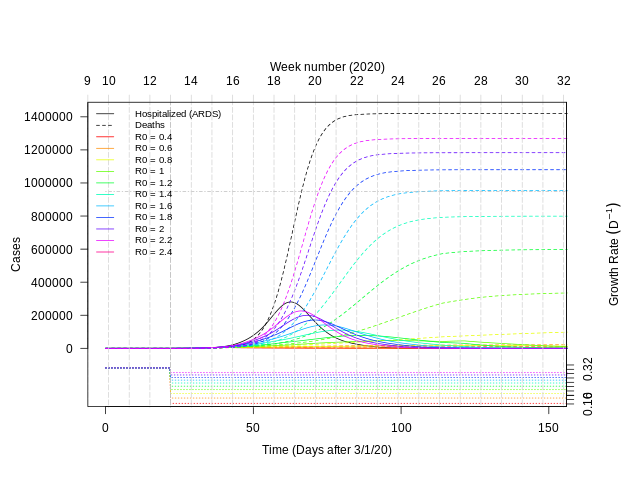 Week number (2020)
9 10 12 14 16 18 20 22 24 26 28 30 32
1400000
1200000
1000000
800000
600000
400000
200000
0
Cases
Hospitalized (ARDS)
Deaths
R0 = 0.4
R0 = 0.6
R0 = 0.8
R0 = 1
R0 = 1.2
R0 = 1.4
R0 = 1.6
R0 = 1.8
R0 = 2
R0 = 2.2
R0 = 2.4
Growth Rate (D⁻¹)
0.32
0.16
0 50 100 150
Time (Days after 3/1/20)